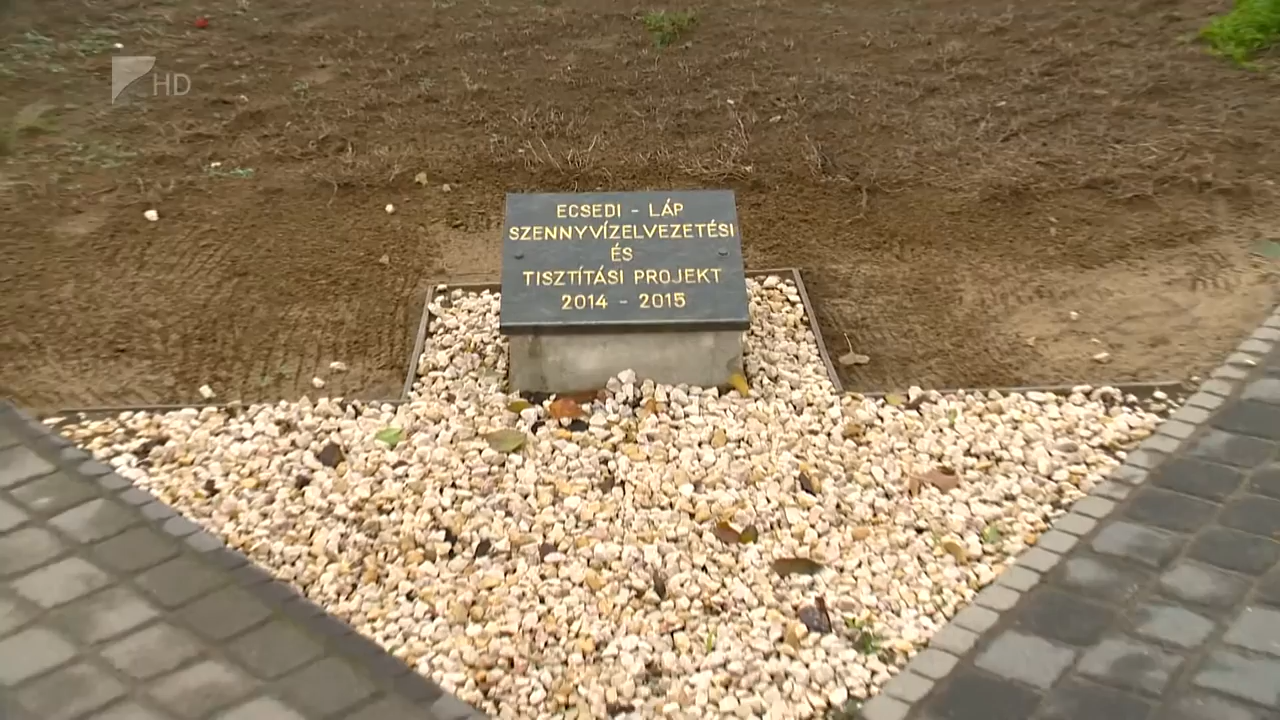 HD
ECSEDI - LÁP
SZENNYVÍZELVEZETÉSI
ÉS
TISZTÍTÁSI PROJEKT
2014 - 2015